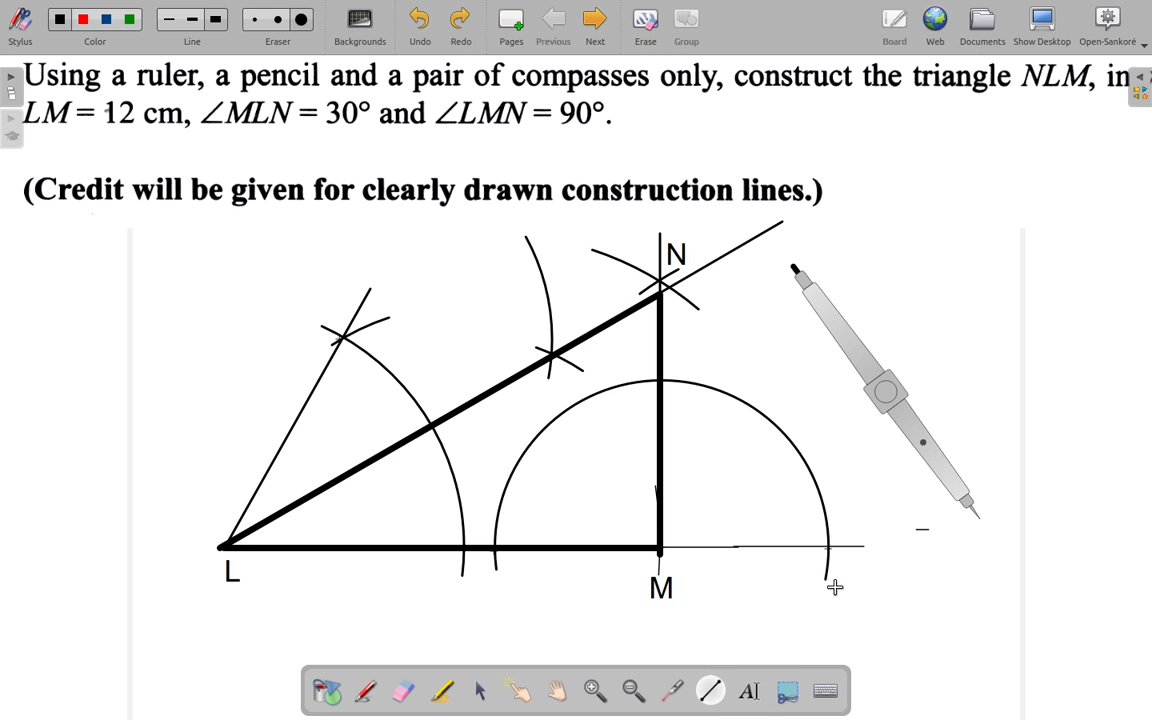 Stylus Color Line Eraser Backgrounds Undo Redo Pages Previous Next Erase Group Board Web Documents Show Desktop Open-Sankoré
Using a ruler, a pencil and a pair of compasses only, construct the triangle NLM, in
LM = 12 cm, ∠MLN = 30° and ∠LMN = 90°.
(Credit will be given for clearly drawn construction lines.)
N
L
M
AI